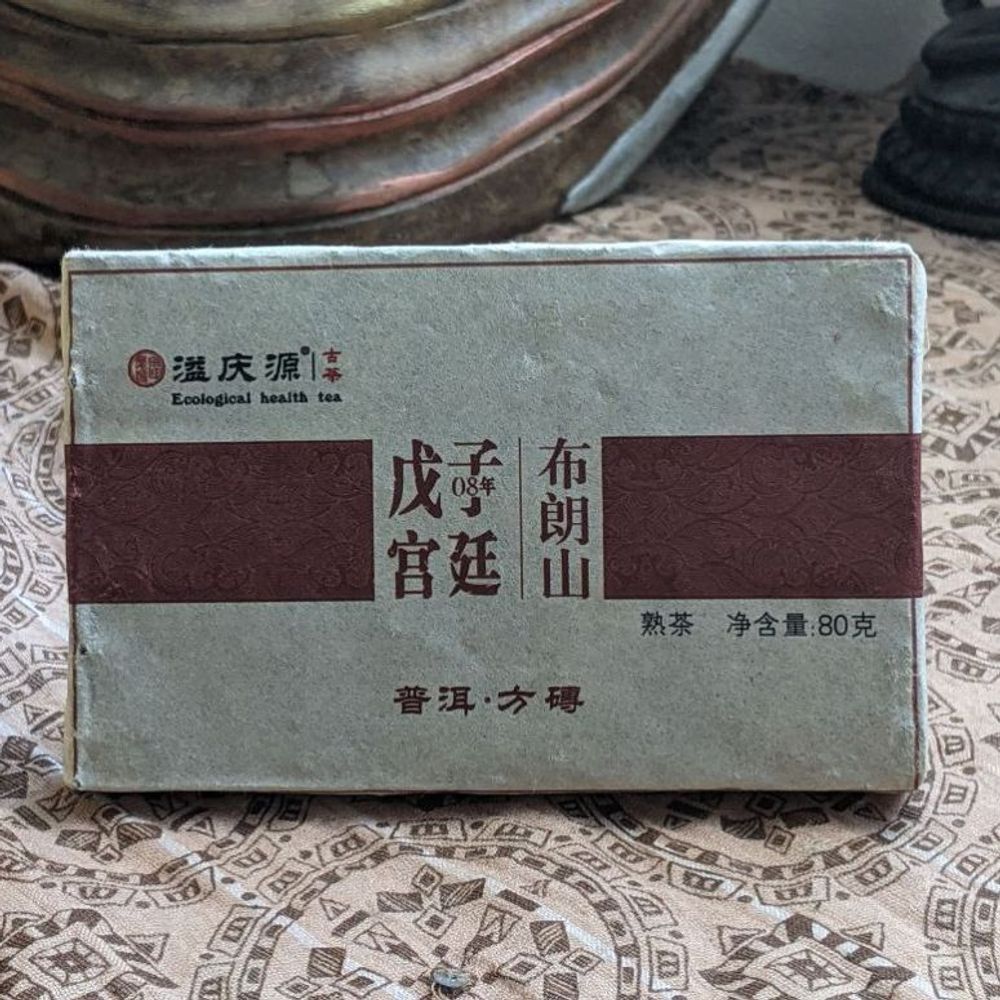 溢庆源® 古茶
Ecological health tea
戊子 08年 布朗山
宫廷
熟茶 净含量:80克
普洱·方磚